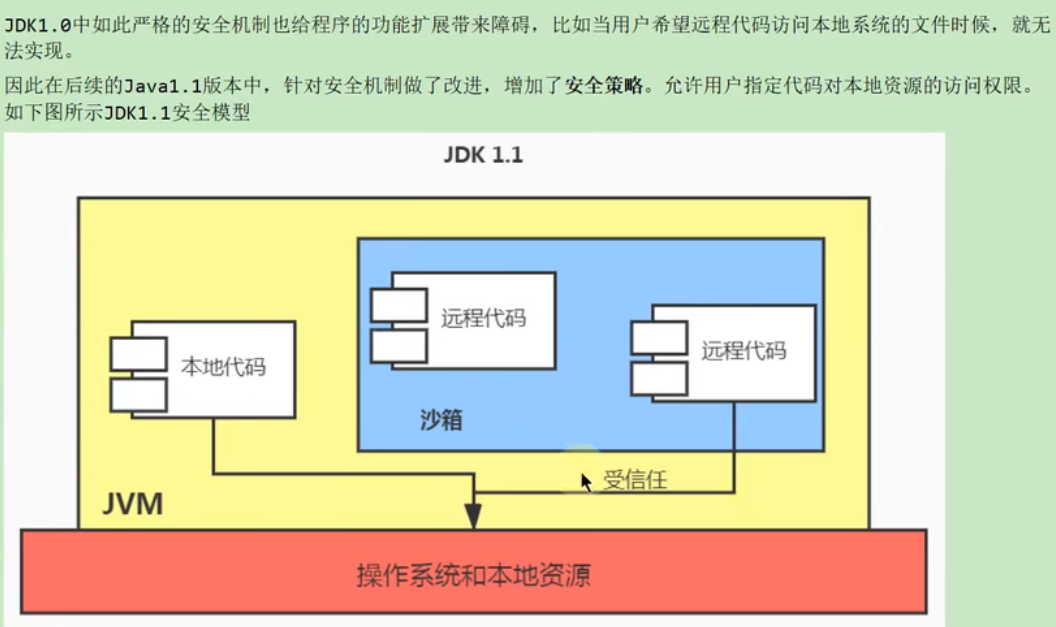 JDK1.0中如此严格的安全机制也给程序的功能扩展带来障碍，比如当用户希望远程代码访问本地系统的文件时候，就无
法实现。
因此在后续的Java1.1版本中，针对安全机制做了改进，增加了安全策略。允许用户指定代码对本地资源的访问权限。
如下图所示JDK1.1安全模型
JDK 1.1
远程代码
远程代码
本地代码
沙箱
受信任
JVM
操作系统和本地资源